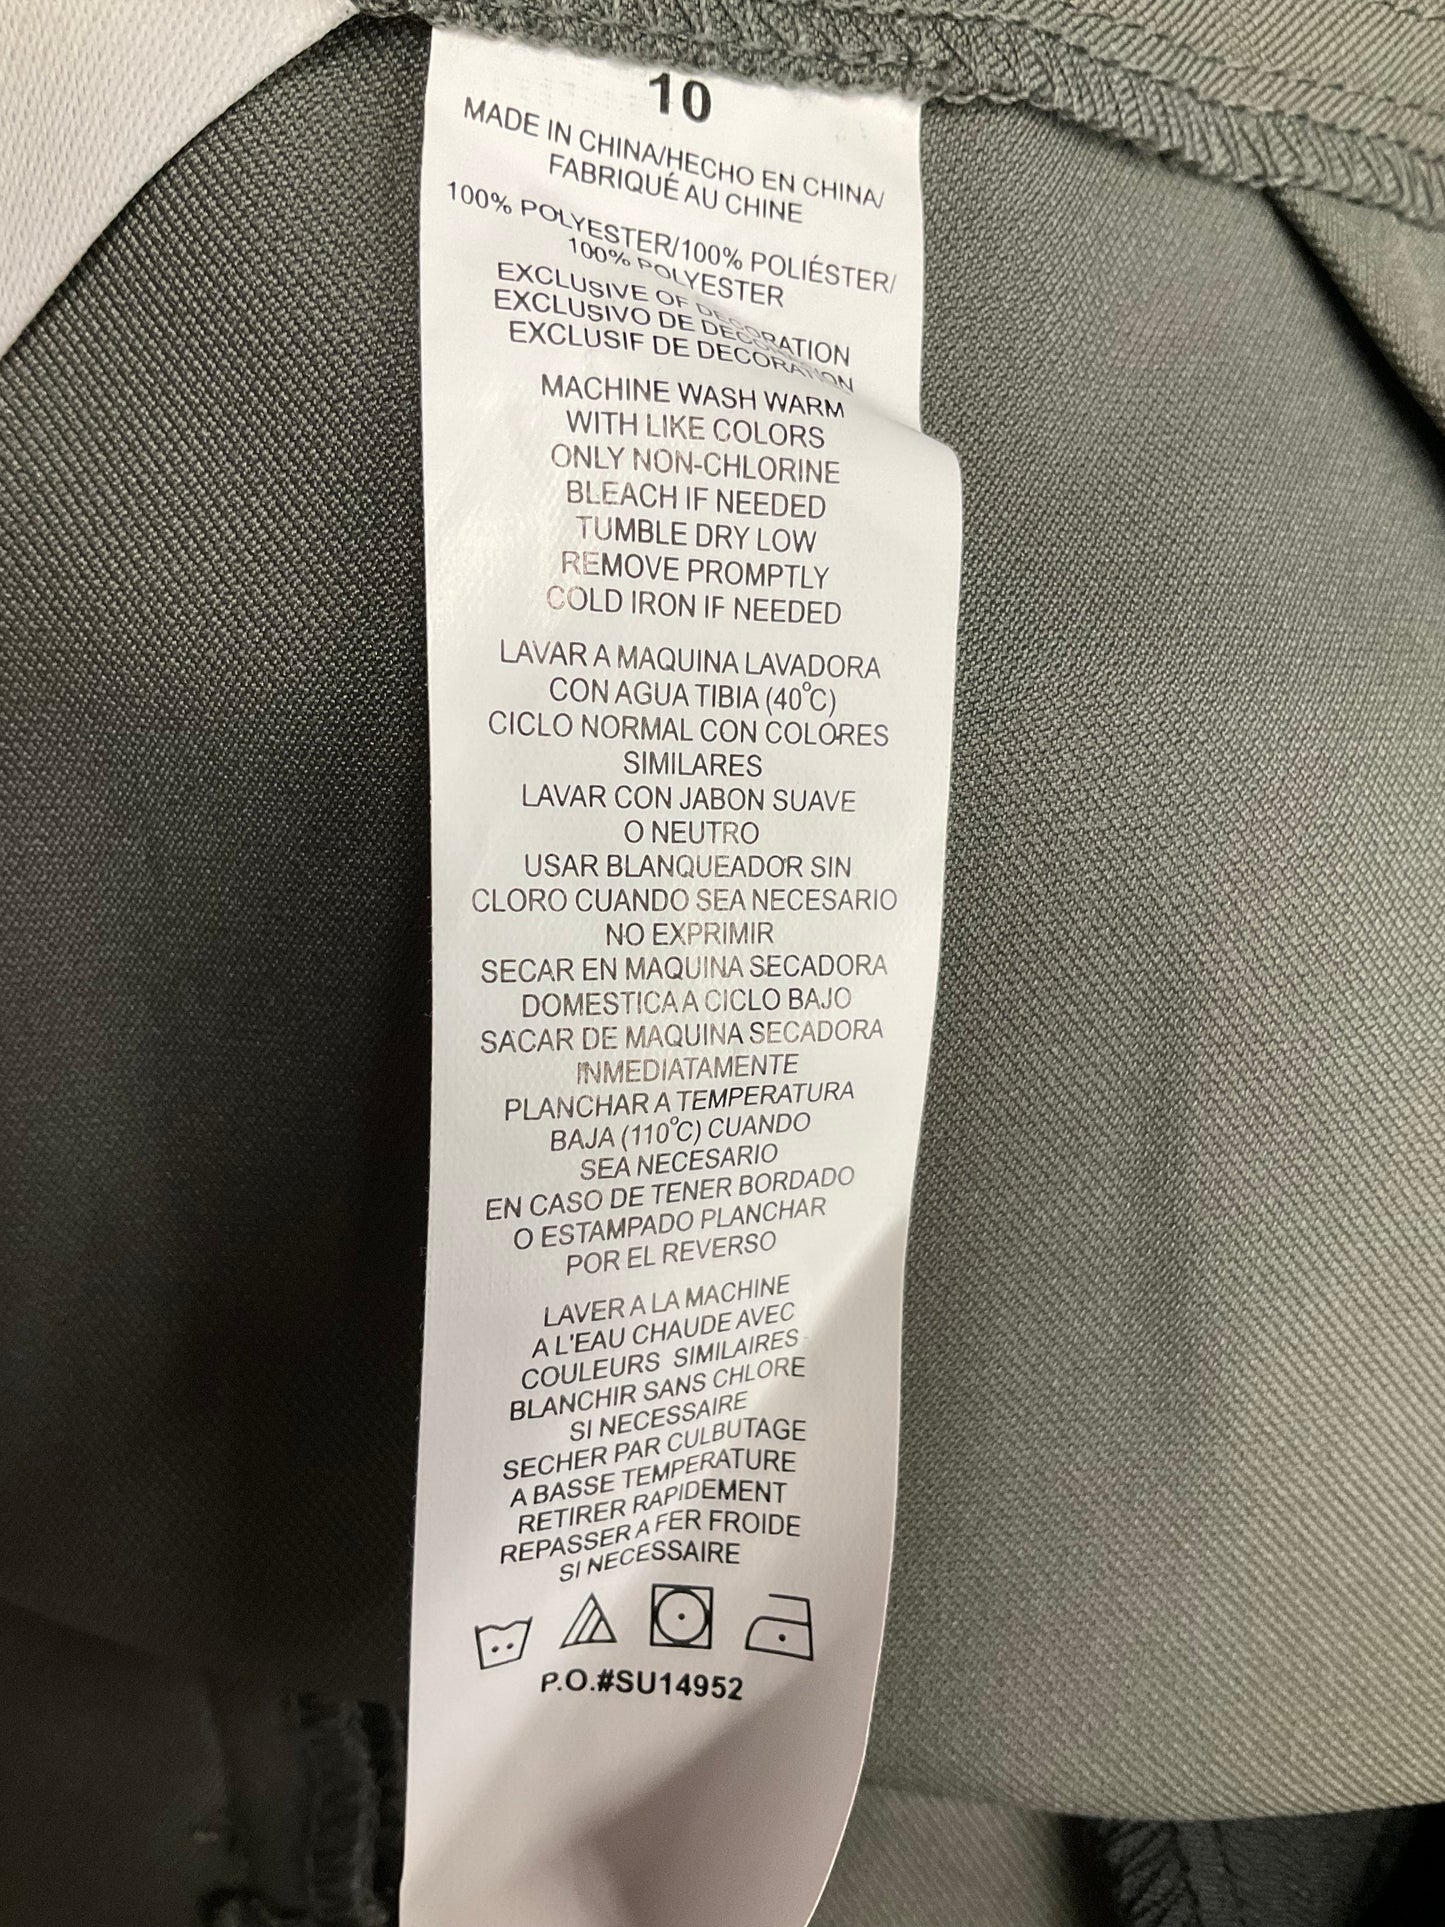 10
MADE IN CHINA/HECHO EN CHINA/
FABRIQUÉ AU CHINE
100% POLYESTER/100% POLIÉSTER/
100% POLYESTER
EXCLUSIVE OF DECORATION
EXCLUSIVO DE DECORATION
EXCLUSIF DE DECORATION
MACHINE WASH WARM
WITH LIKE COLORS
ONLY NON-CHLORINE
BLEACH IF NEEDED
TUMBLE DRY LOW
REMOVE PROMPTLY
COLD IRON IF NEEDED
LAVAR A MAQUINA LAVADORA
CON AGUA TIBIA (40°C)
CICLO NORMAL CON COLORES
SIMILARES
LAVAR CON JABON SUAVE
O NEUTRO
USAR BLANQUEADOR SIN
CLORO CUANDO SEA NECESARIO
NO EXPRIMIR
SECAR EN MAQUINA SECADORA
DOMESTICA A CICLO BAJO
SACAR DE MAQUINA SECADORA
INMEDIATAMENTE
PLANCHAR A TEMPERATURA
BAJA (110°C) CUANDO
SEA NECESARIO
EN CASO DE TENER BORDADO
O ESTAMPADO PLANCHAR
POR EL REVERSO
LAVER A LA MACHINE
A L'EAU CHAUDE AVEC
COULEURS SIMILAIRES
BLANCHIR SANS CHLORE
SI NECESSAIRE
SECHER PAR CULBUTAGE
A BASSE TEMPERATURE
RETIRER RAPIDEMENT
REPASSER A FER FROIDE
SI NECESSAIRE
P.O.#SU14952